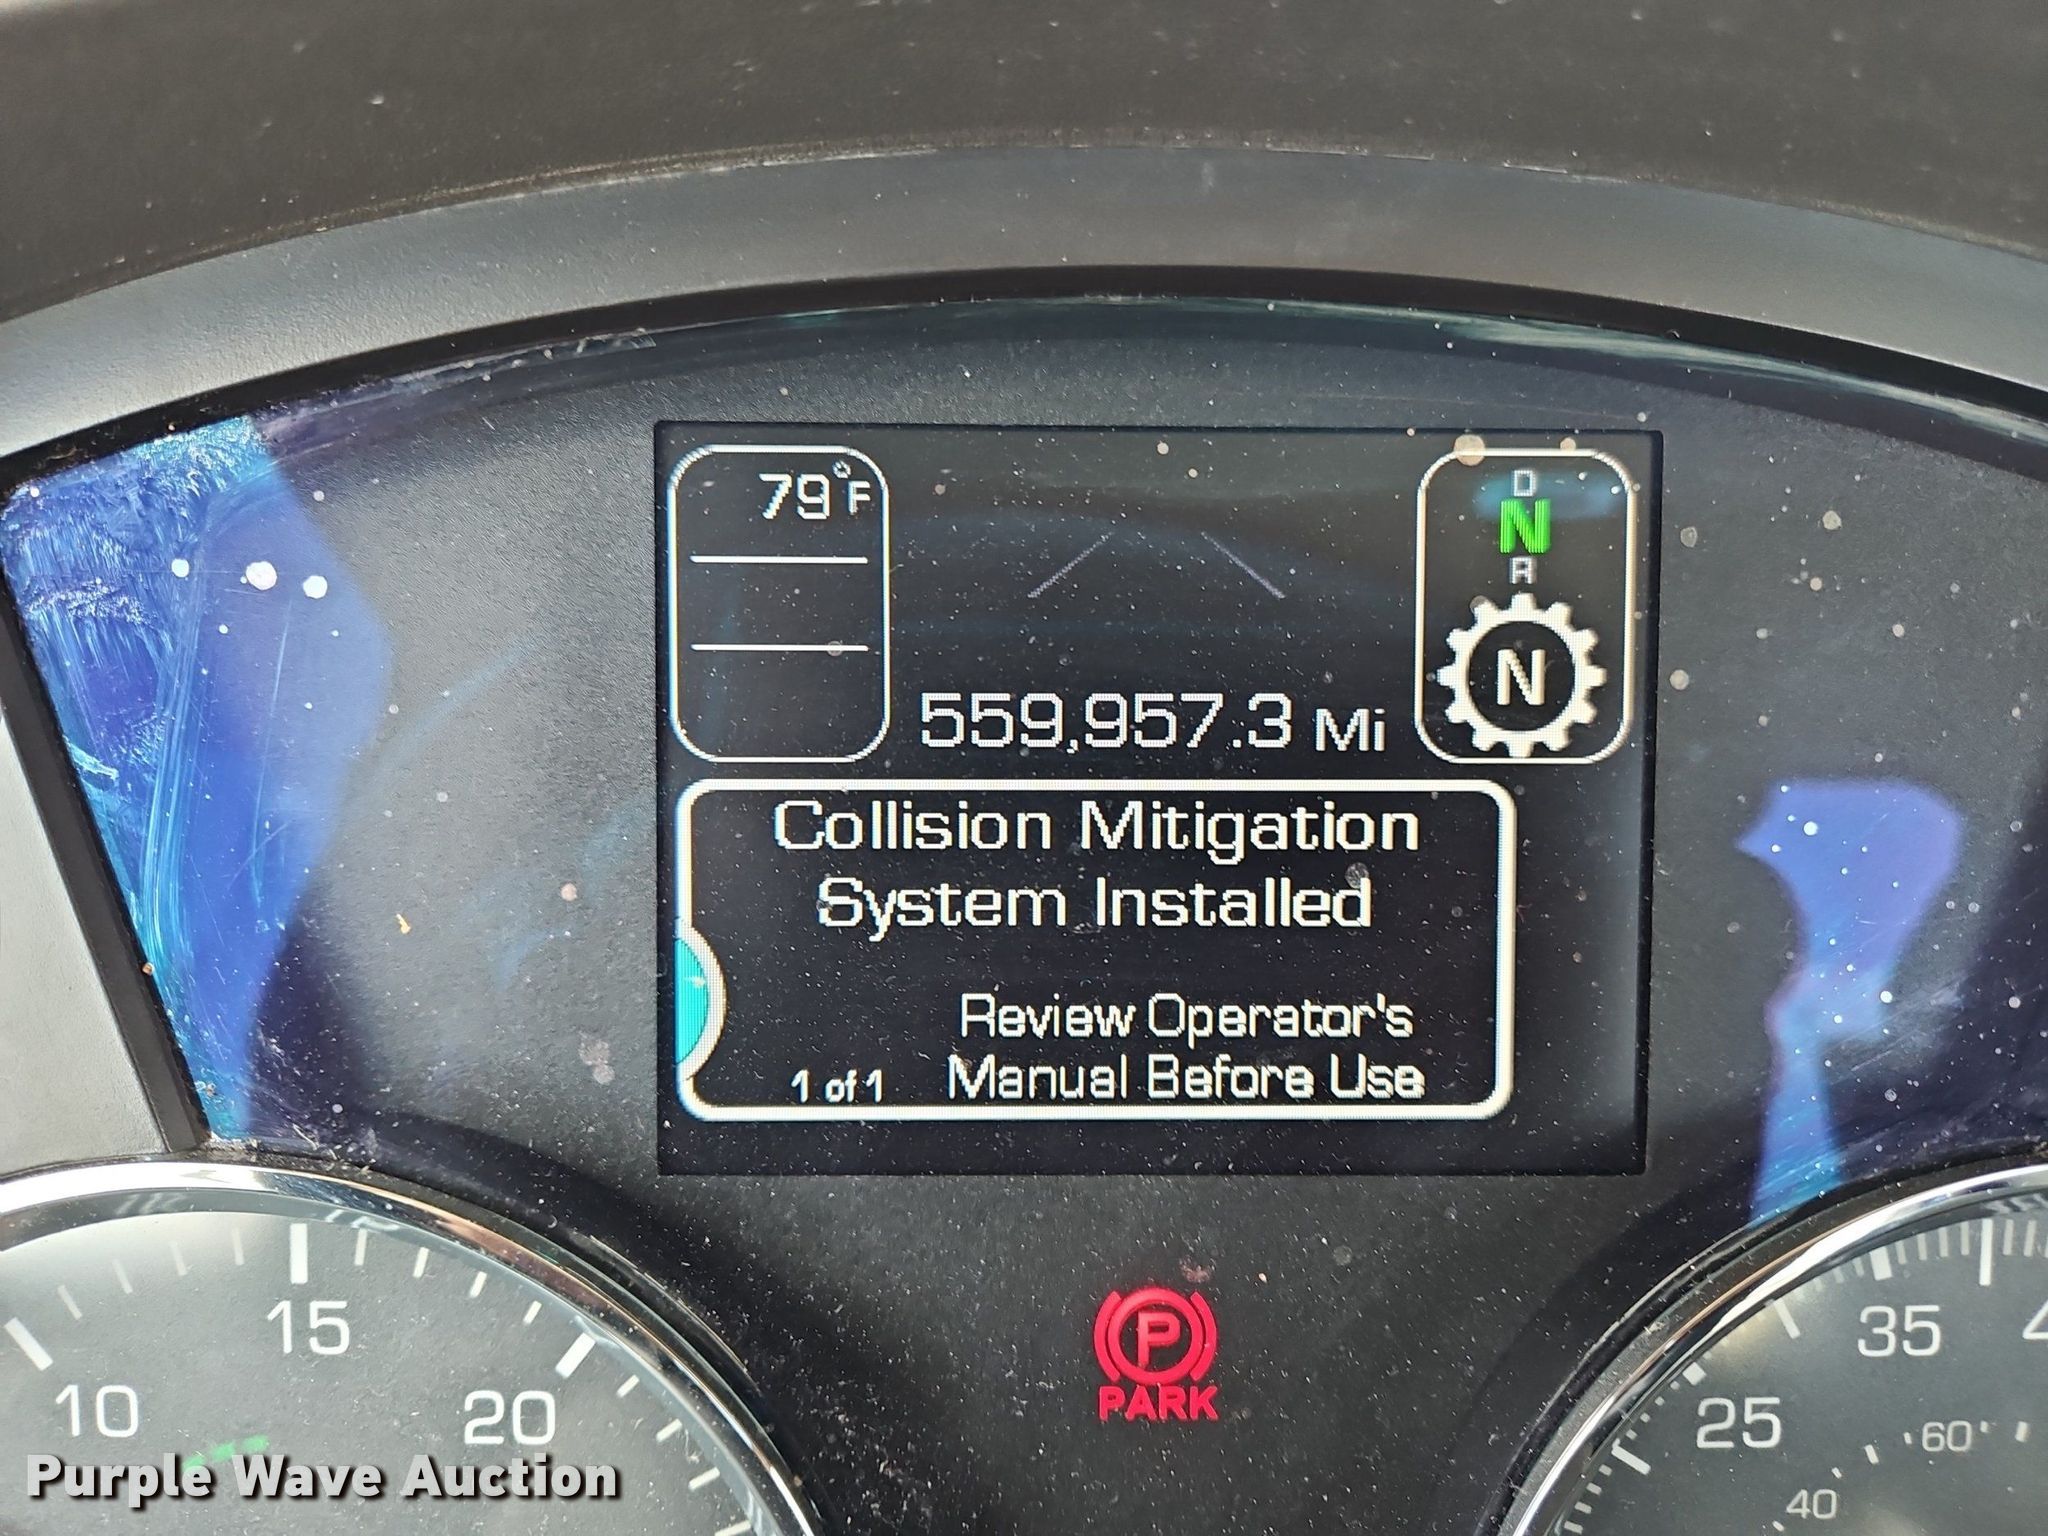 79°F
D
N
R
N
559,957.3 Mi
Collision Mitigation
System Installed
Review Operator's
Manual Before Use
1 of 1
P
PARK
10
15
20
25
35
40
60
Purple Wave Auction